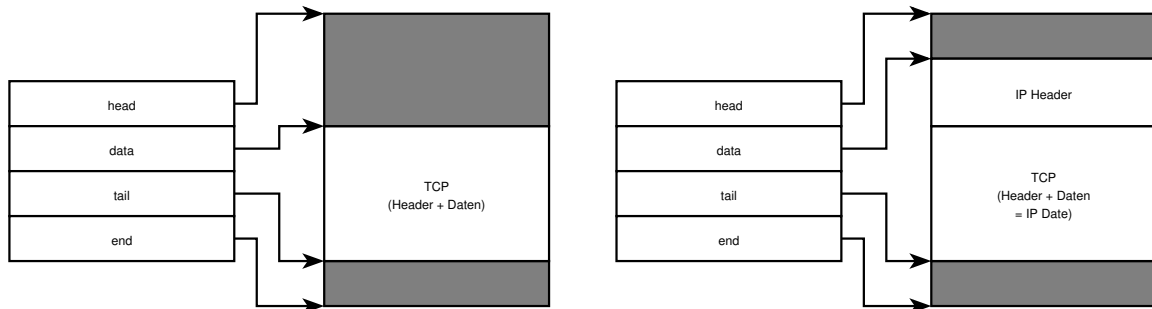 head
data
tail
end
TCP
(Header + Daten)
head
data
tail
end
IP Header
TCP
(Header + Daten
= IP Date)